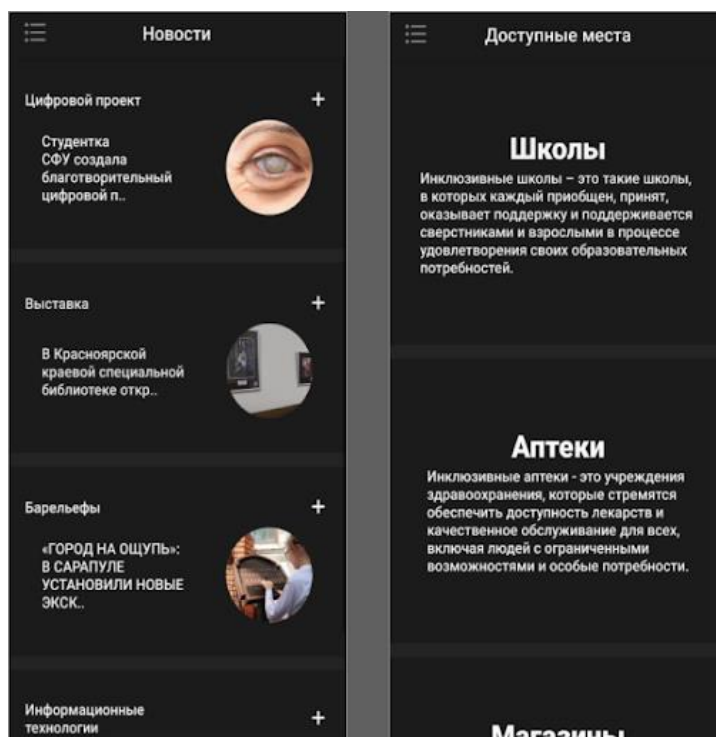 Новости
Цифровой проект
+
Студентка
СФУ создала
благотворительный
цифровой п..
Выставка
+
В Красноярской
краевой специальной
библиотеке откр..
Барельефы
+
«ГОРОД НА ОЩУПЬ»:
В САРАПУЛЕ
УСТАНОВИЛИ НОВЫЕ
ЭКСК..
Информационные
технологии
+
Доступные места
Школы
Инклюзивные школы – это такие школы,
в которых каждый приобщен, принят,
оказывает поддержку и поддерживается
сверстниками и взрослыми в процессе
удовлетворения своих образовательных
потребностей.
Аптеки
Инклюзивные аптеки - это учреждения
здравоохранения, которые стремятся
обеспечить доступность лекарств и
качественное обслуживание для всех,
включая людей с ограниченными
возможностями и особые потребности.
Магазины